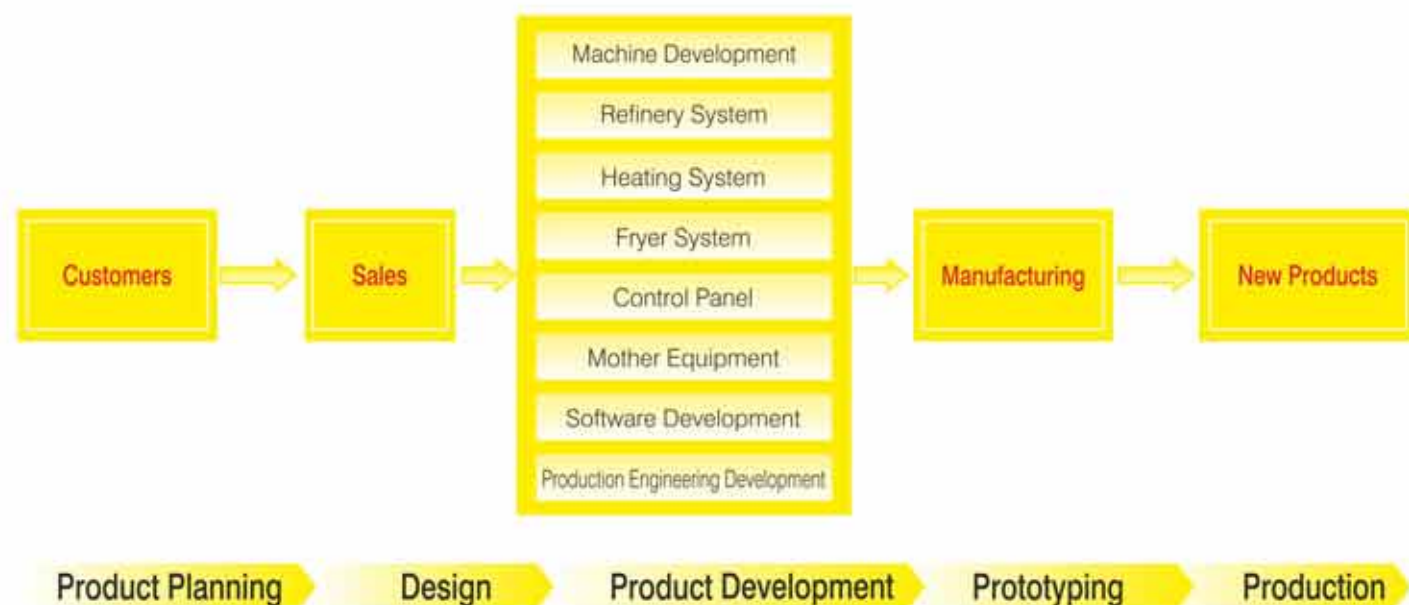 Customers
Sales
Machine Development
Refinery System
Heating System
Fryer System
Control Panel
Mother Equipment
Software Development
Production Engineering Development
Manufacturing
New Products
Product Planning
Design
Product Development
Prototyping
Production